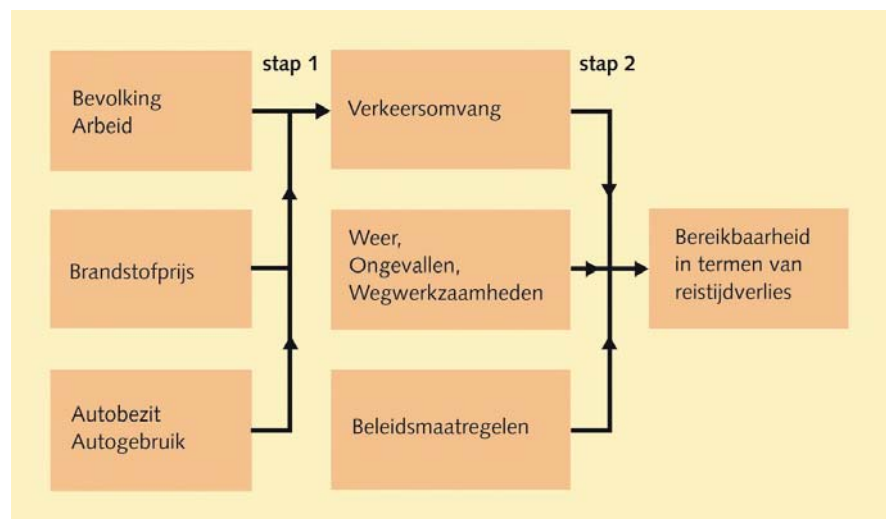 stap 1
stap 2
Bevolking
Arbeid
Verkeersomvang
Brandstofprijs
Weer,
Ongevallen,
Wegwerkzaamheden
Bereikbaarheid
in termen van
reistijdverlies
Autobezit
Autogebruik
Beleidsmaatregelen